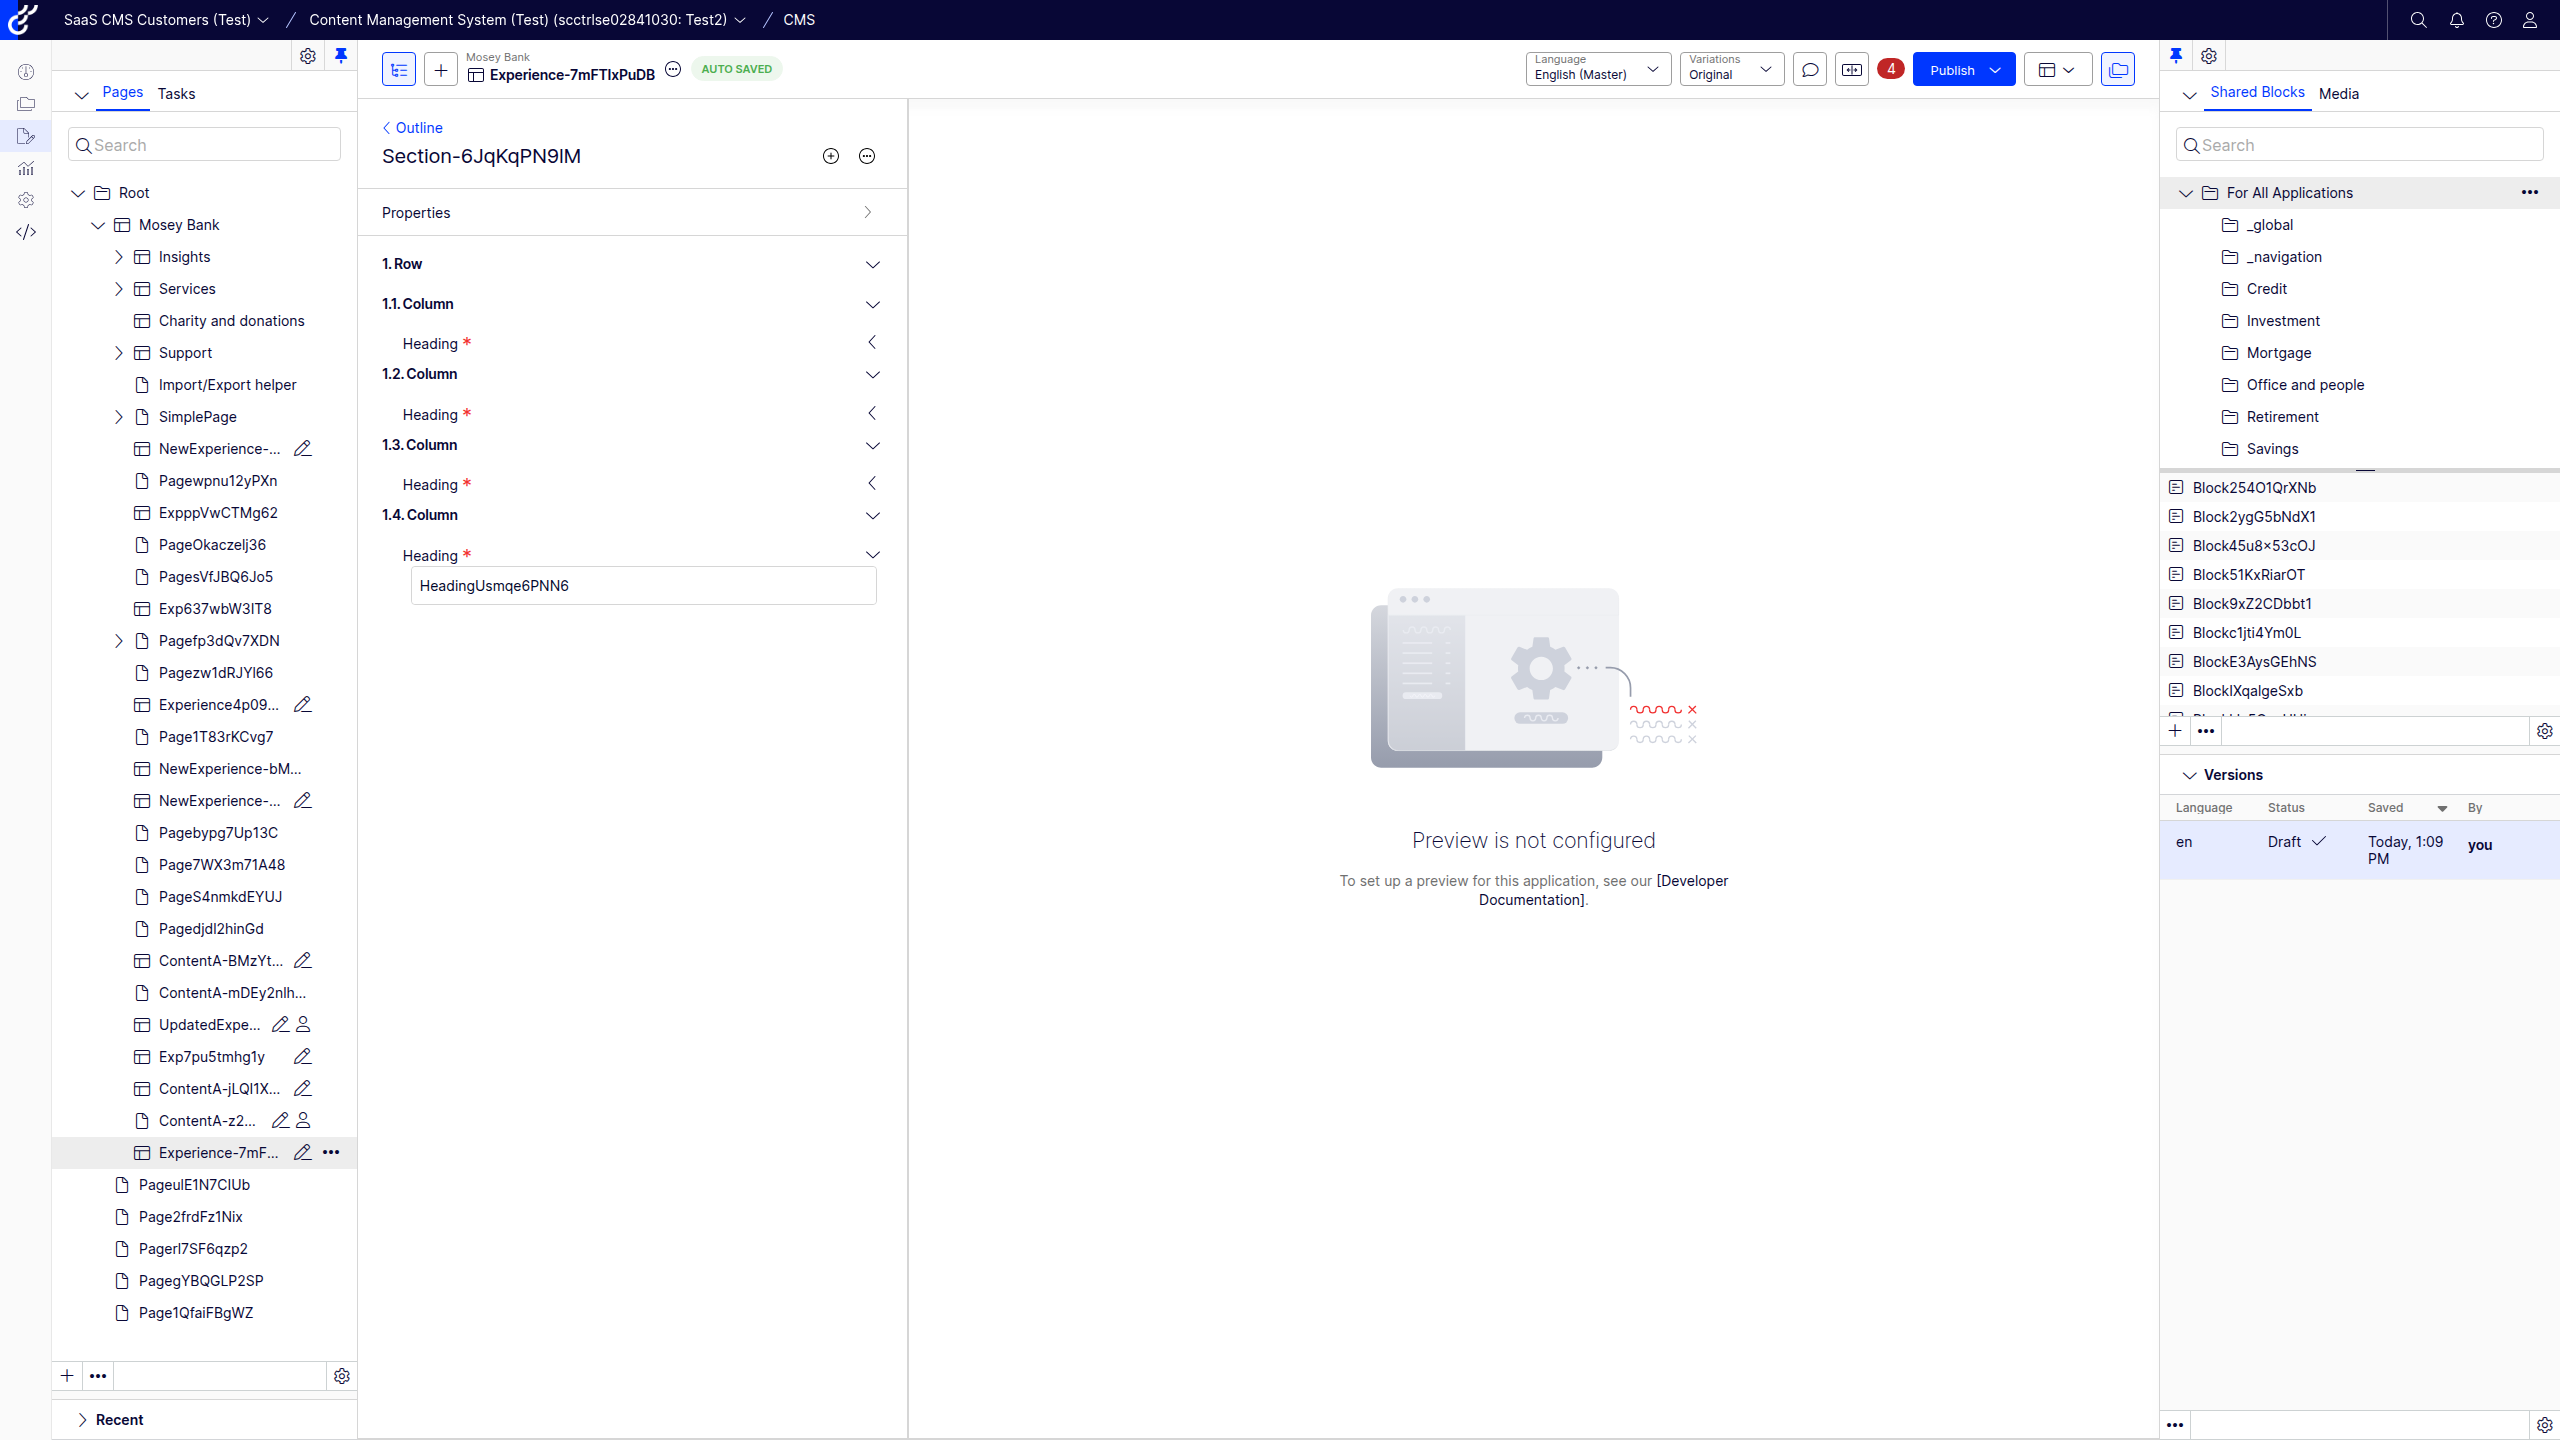 SaaS CMS Customers (Test)
Content Management System (Test) (scctrlse02841030: Test2)
CMS
Pages
Tasks
Search
Root
Mosey Bank
Insights
Services
Charity and donations
Support
Import/Export helper
SimplePage
NewExperience-...
Pagewpnu12yPXn
ExpppVwCTMg62
PageOkaczelj36
PagesVfJBQ6Jo5
Exp637wbW3IT8
Pagefp3dQv7XDN
Pagezw1dRJYl66
Experience4p09...
Page1T83rKCvg7
NewExperience-bM...
NewExperience-...
Pagebypg7Up13C
Page7WX3m71A48
PageS4nmkdEYUJ
Pagedjdl2hinGd
ContentA-BMzYt...
ContentA-mDEy2nlh...
UpdatedExpe...
Exp7pu5tmhg1y
ContentA-jLQI1X...
ContentA-z2...
Experience-7mF...
PageulE1N7CIUb
Page2frdFz1Nix
Pagerl7SF6qzp2
PagegYBQGLP2SP
Page1QfaiFBgWZ
Recent
Mosey Bank
Experience-7mFTlxPuDB
AUTO SAVED
Language
English (Master)
Variations
Original
4
Publish
Outline
Section-6JqKqPN9IM
Properties
1. Row
1.1. Column
Heading *
1.2. Column
Heading *
1.3. Column
Heading *
1.4. Column
Heading *
HeadingUsmqe6PNN6
Preview is not configured
To set up a preview for this application, see our [Developer
Documentation].
Shared Blocks
Media
Search
For All Applications
_global
_navigation
Credit
Investment
Mortgage
Office and people
Retirement
Savings
Block254O1QrXNb
Block2ygG5bNdX1
Block45u8×53cOJ
Block51KxRiarOT
Block9xZ2CDbbt1
Blockc1jti4Ym0L
BlockE3AysGEhNS
BlockIXqalgeSxb
Versions
Language
Status
Saved
By
en
Draft
Today, 1:09
PM
you